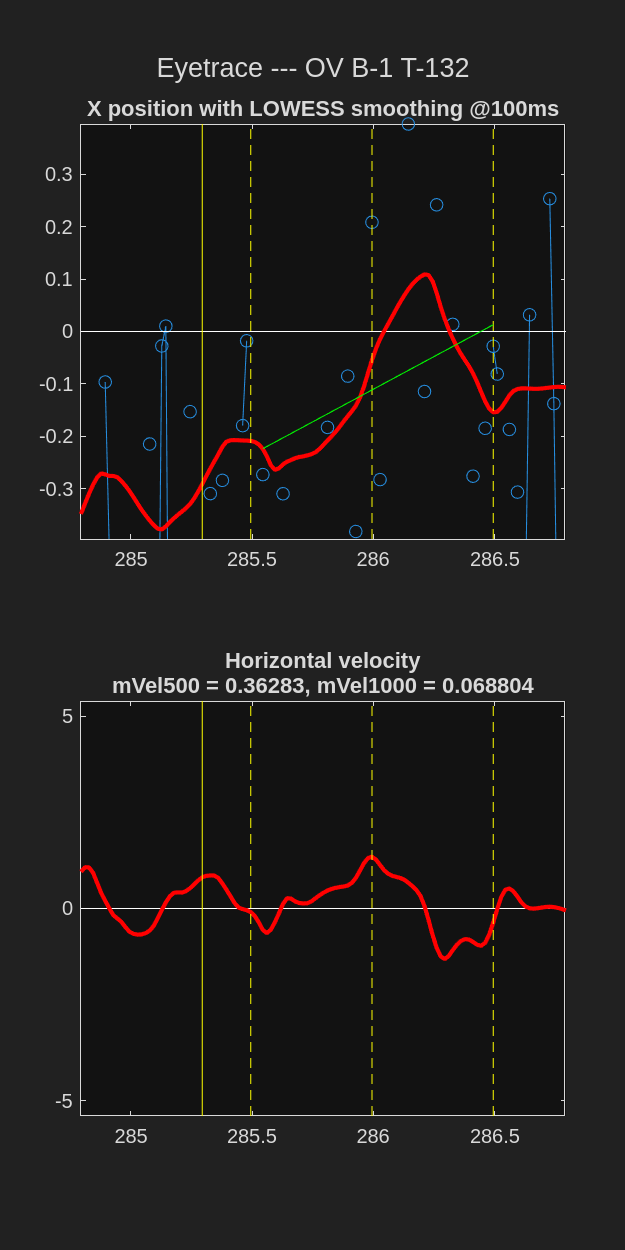 Eyetrace --- OV B-1 T-132
X position with LOWESS smoothing @100ms
0.3
0.2
0.1
0
-0.1
-0.2
-0.3
285 285.5 286 286.5
Horizontal velocity
mVel500 = 0.36283, mVel1000 = 0.068804
5
0
-5
285 285.5 286 286.5